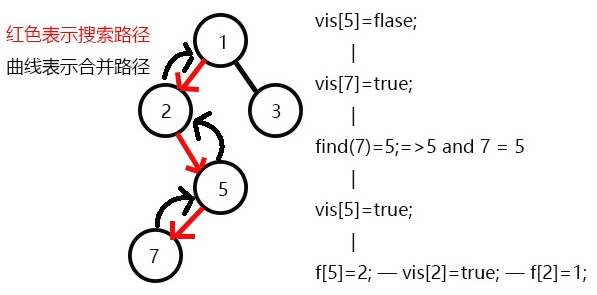 红色表示搜索路径
曲线表示合并路径
1
2
3
5
7
vis[5]=flase;
|
vis[7]=true;
|
find(7)=5;=>5 and 7 = 5
|
vis[5]=true;
|
f[5]=2; — vis[2]=true; — f[2]=1;